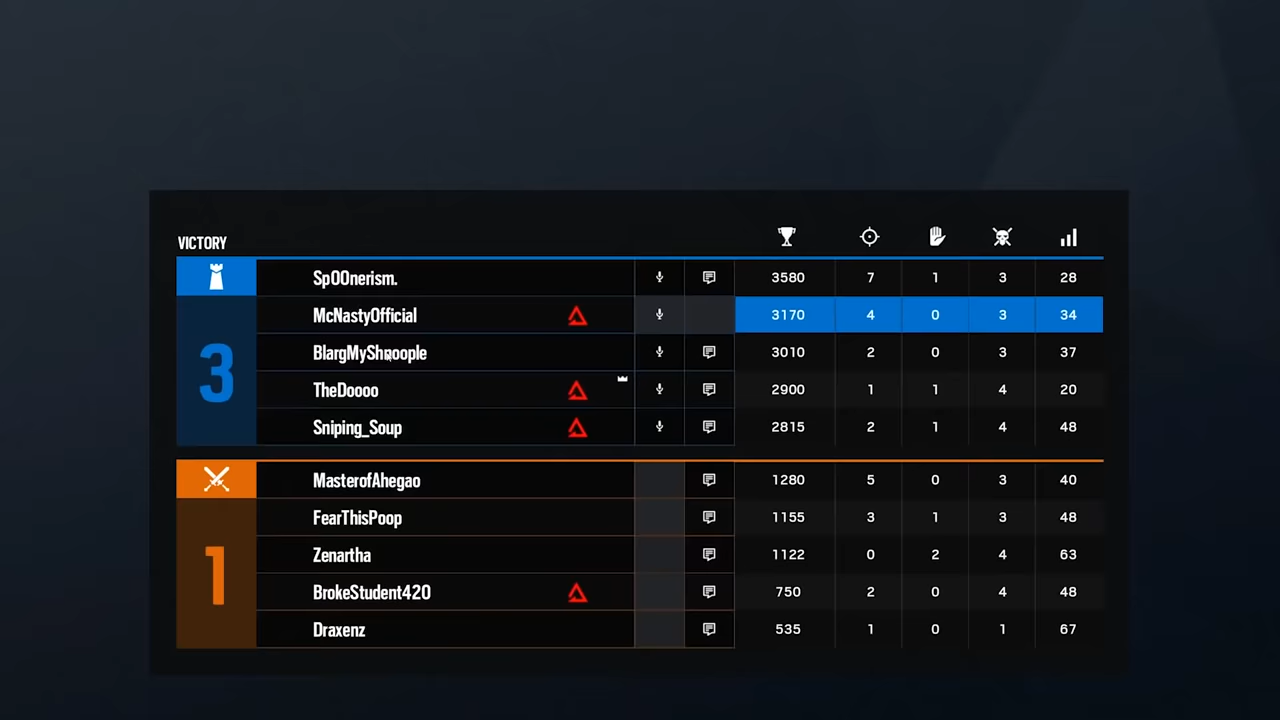 VICTORY
SpOOnerism. 3580 7 1 3 28
McNastyOfficial 3170 4 0 3 34
3
BlargMyShnoople 3010 2 0 3 37
TheDoooo 2900 1 1 4 20
Sniping_Soup 2815 2 1 4 48
MasterofAhegao 1280 5 0 3 40
FearThisPoop 1155 3 1 3 48
1
Zenartha 1122 0 2 4 63
BrokeStudent420 750 2 0 4 48
Draxenz 535 1 0 1 67